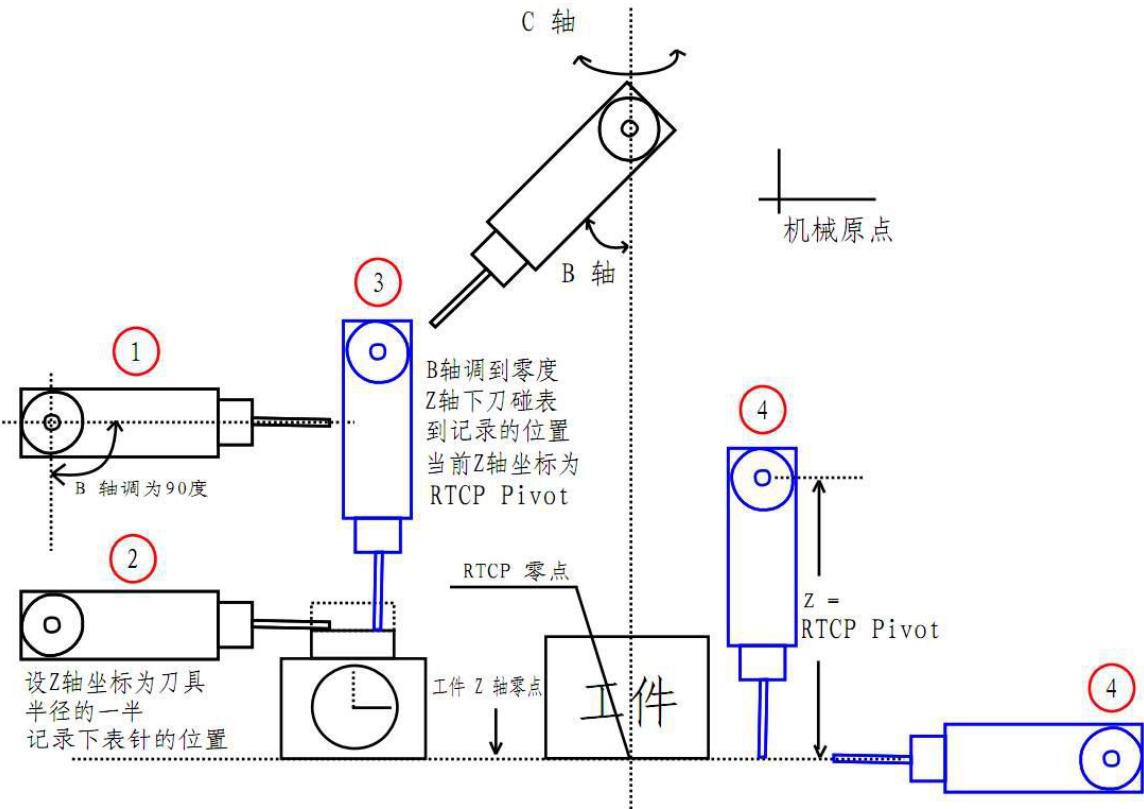 C 轴
机械原点
B 轴
3
1
B轴调到零度
Z轴下刀碰表
到记录的位置
当前Z轴坐标为
RTCP Pivot
4
B 轴调为90度
2
RTCP 零点
Z =
RTCP Pivot
设Z轴坐标为刀具
半径的一半
记录下表针的位置
工件 Z 轴零点
工件
4